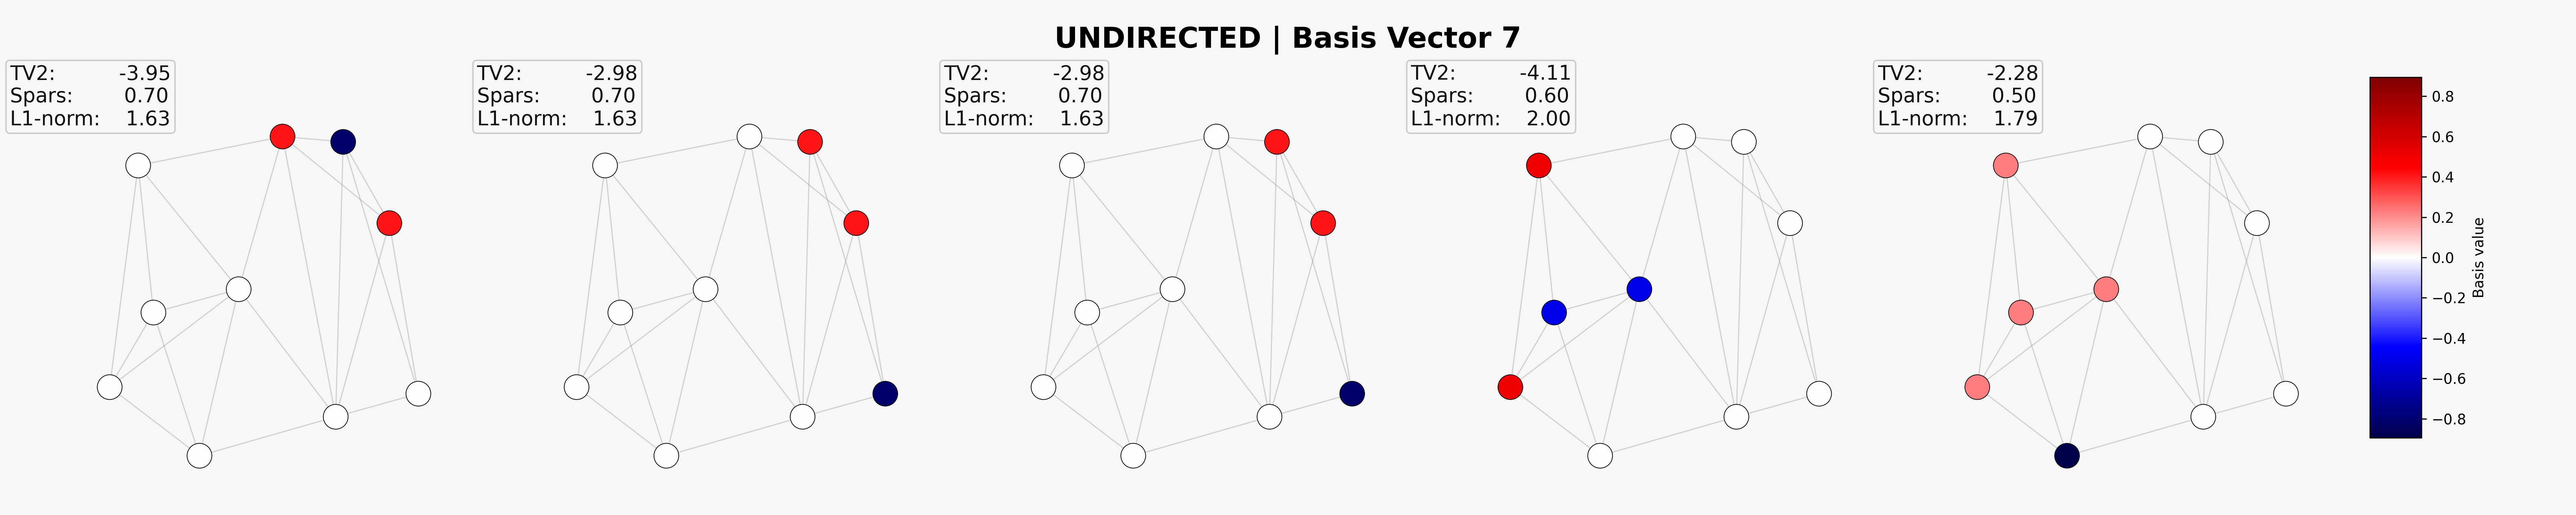 UNDIRECTED | Basis Vector 7
TV2: -3.95
Spars: 0.70
L1-norm: 1.63
TV2: -2.98
Spars: 0.70
L1-norm: 1.63
TV2: -2.98
Spars: 0.70
L1-norm: 1.63
TV2: -4.11
Spars: 0.60
L1-norm: 2.00
TV2: -2.28
Spars: 0.50
L1-norm: 1.79
0.8
0.6
0.4
0.2
0.0
−0.2
−0.4
−0.6
−0.8
Basis value